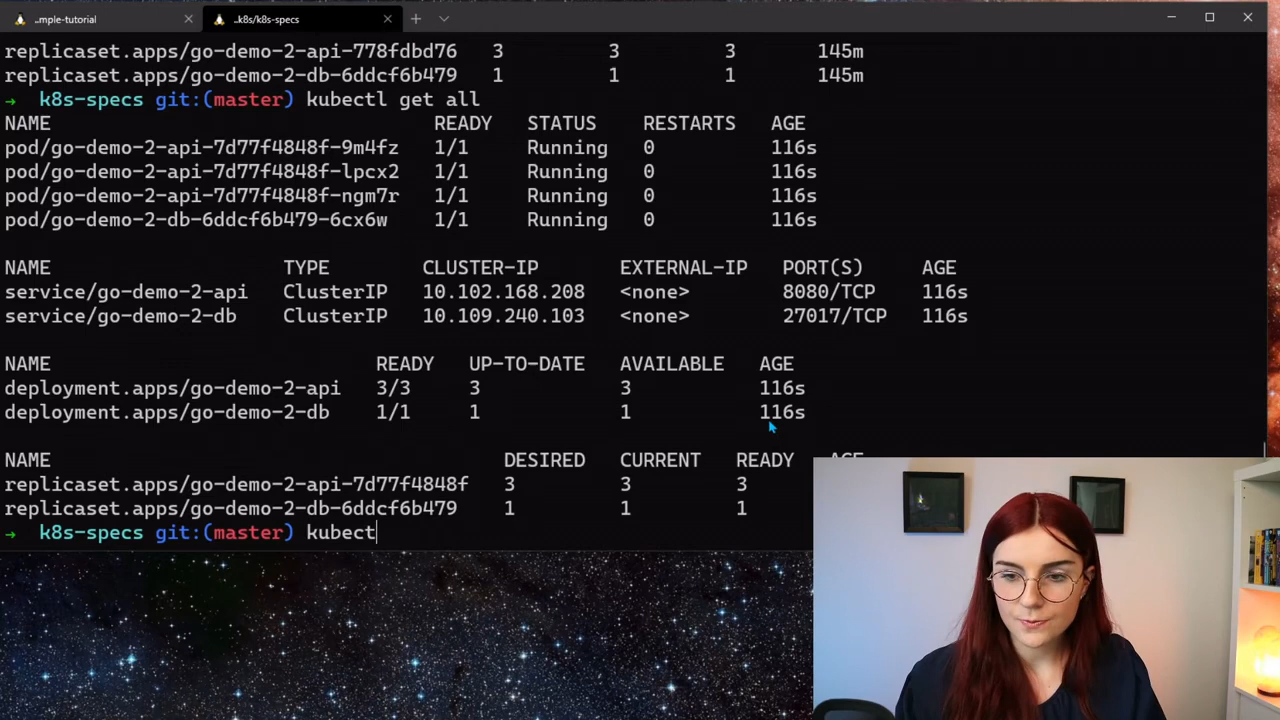 ..mple-tutorial
..k8s/k8s-specs
replicaset.apps/go-demo-2-api-778fdbd76 3 3 3 145m
replicaset.apps/go-demo-2-db-6ddcf6b479 1 1 1 145m
→ k8s-specs git:(master) kubectl get all
NAME READY STATUS RESTARTS AGE
pod/go-demo-2-api-7d77f4848f-9m4fz 1/1 Running 0 116s
pod/go-demo-2-api-7d77f4848f-lpcx2 1/1 Running 0 116s
pod/go-demo-2-api-7d77f4848f-ngm7r 1/1 Running 0 116s
pod/go-demo-2-db-6ddcf6b479-6cx6w 1/1 Running 0 116s
NAME TYPE CLUSTER-IP EXTERNAL-IP PORT(S) AGE
service/go-demo-2-api ClusterIP 10.102.168.208 <none> 8080/TCP 116s
service/go-demo-2-db ClusterIP 10.109.240.103 <none> 27017/TCP 116s
NAME READY UP-TO-DATE AVAILABLE AGE
deployment.apps/go-demo-2-api 3/3 3 3 116s
deployment.apps/go-demo-2-db 1/1 1 1 116s
NAME DESIRED CURRENT READY AGE
replicaset.apps/go-demo-2-api-7d77f4848f 3 3 3
replicaset.apps/go-demo-2-db-6ddcf6b479 1 1 1
→ k8s-specs git:(master) kubect